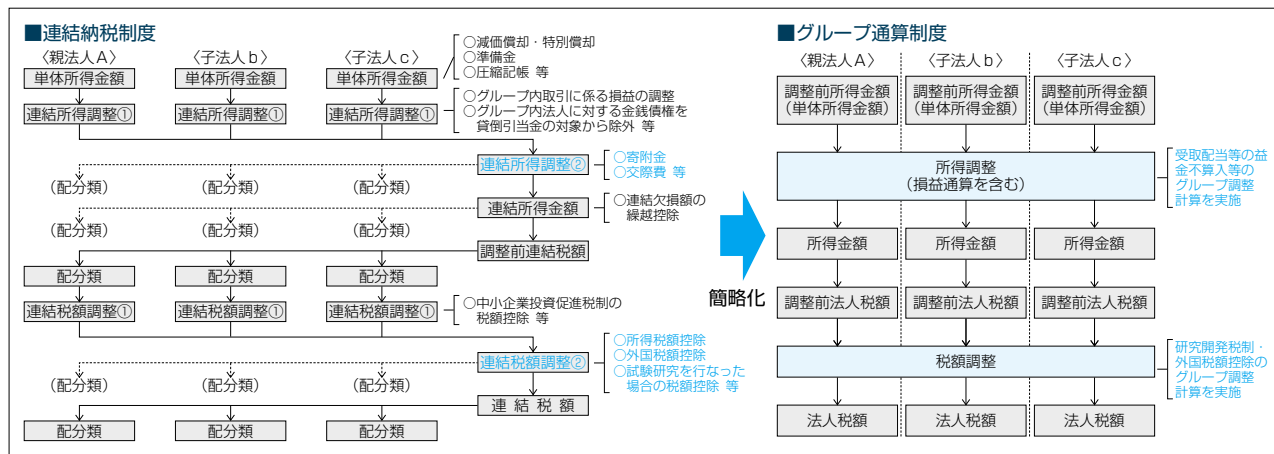 ■連結納税制度
〈親法人A〉
〈子法人b〉
〈子法人c〉
単体所得金額
単体所得金額
単体所得金額
○減価償却・特別償却
○準備金
○圧縮記帳 等
連結所得調整①
連結所得調整①
連結所得調整①
○グループ内取引に係る損益の調整
○グループ内法人に対する金銭債権を
貸倒引当金の対象から除外 等
連結所得調整②
○寄附金
○交際費 等
(配分類)
(配分類)
(配分類)
連結所得金額
○連結欠損額の
繰越控除
(配分類)
(配分類)
(配分類)
調整前連結税額
配分類
配分類
配分類
連結税額調整①
連結税額調整①
連結税額調整①
○中小企業投資促進税制の
税額控除 等
連結税額調整②
○所得税額控除
○外国税額控除
○試験研究を行なった
場合の税額控除 等
(配分類)
(配分類)
(配分類)
連 結 税 額
配分類
配分類
配分類
簡略化
■グループ通算制度
〈親法人A〉
〈子法人b〉
〈子法人c〉
調整前所得金額
(単体所得金額)
調整前所得金額
(単体所得金額)
調整前所得金額
(単体所得金額)
所得調整
(損益通算を含む)
受取配当等の益
金不算入等の
グループ調整
計算を実施
所得金額
所得金額
所得金額
調整前法人税額
調整前法人税額
調整前法人税額
税額調整
研究開発税制・
外国税額控除の
グループ調整
計算を実施
法人税額
法人税額
法人税額